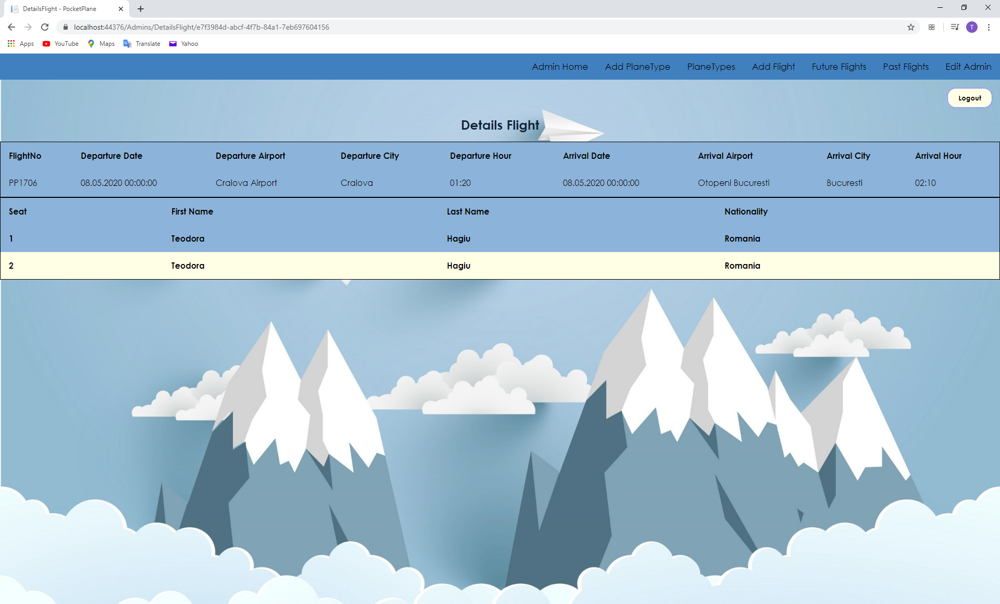 DetailsFlight - PocketPlane
localhost:44376/Admins/DetailsFlight/e7f3984d-abcf-4f7b-84a1-7eb697604156
T
Apps YouTube Maps Translate Yahoo
Admin Home Add PlaneType PlaneTypes Add Flight Future Flights Past Flights Edit Admin
Logout
Details Flight
FlightNo Departure Date Departure Airport Departure City Departure Hour Arrival Date Arrival Airport Arrival City Arrival Hour
PP1706 08.05.2020 00:00:00 Craiova Airport Craiova 01:20 08.05.2020 00:00:00 Otopeni Bucuresti Bucuresti 02:10
Seat First Name Last Name Nationality
1 Teodora Hagiu Romania
2 Teodora Hagiu Romania